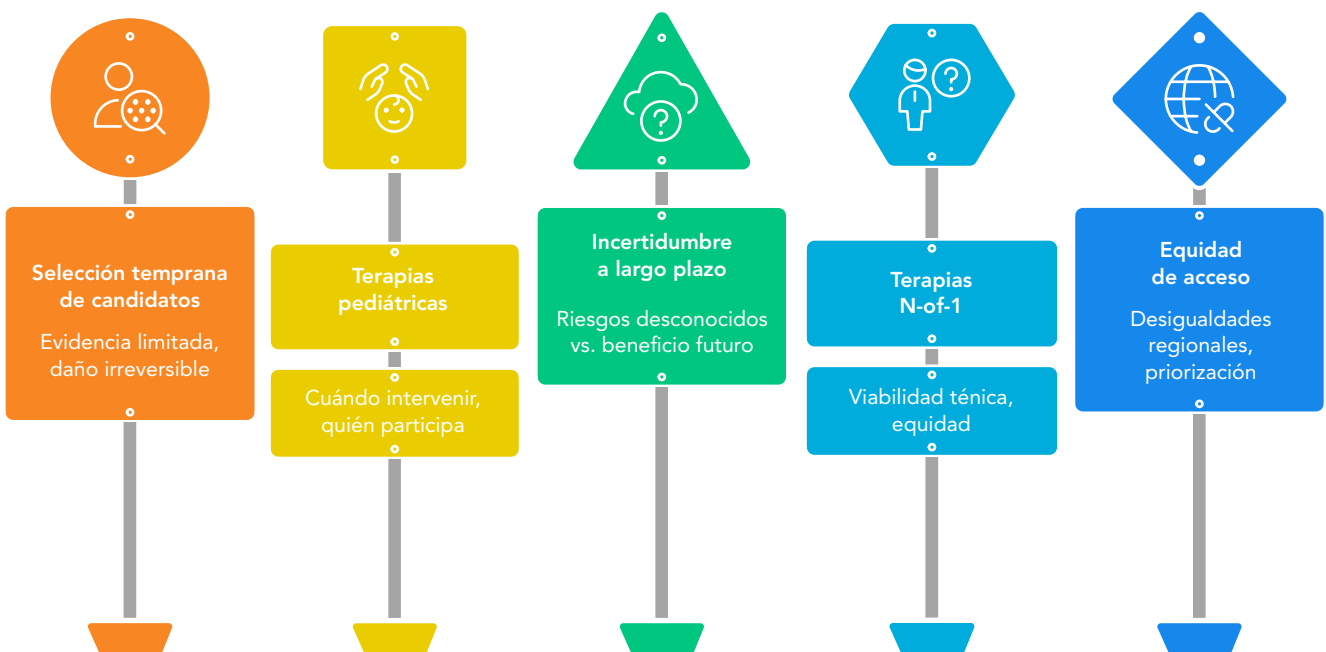 Selección temprana
de candidatos
Evidencia limitada,
daño irreversible
Terapias
pediátricas
Cuándo intervenir,
quién participa
Incertidumbre
a largo plazo
Riesgos desconocidos
vs. beneficio futuro
Terapias
N-of-1
Viabilidad ténica,
equidad
Equidad
de acceso
Desigualdades
regionales,
priorización